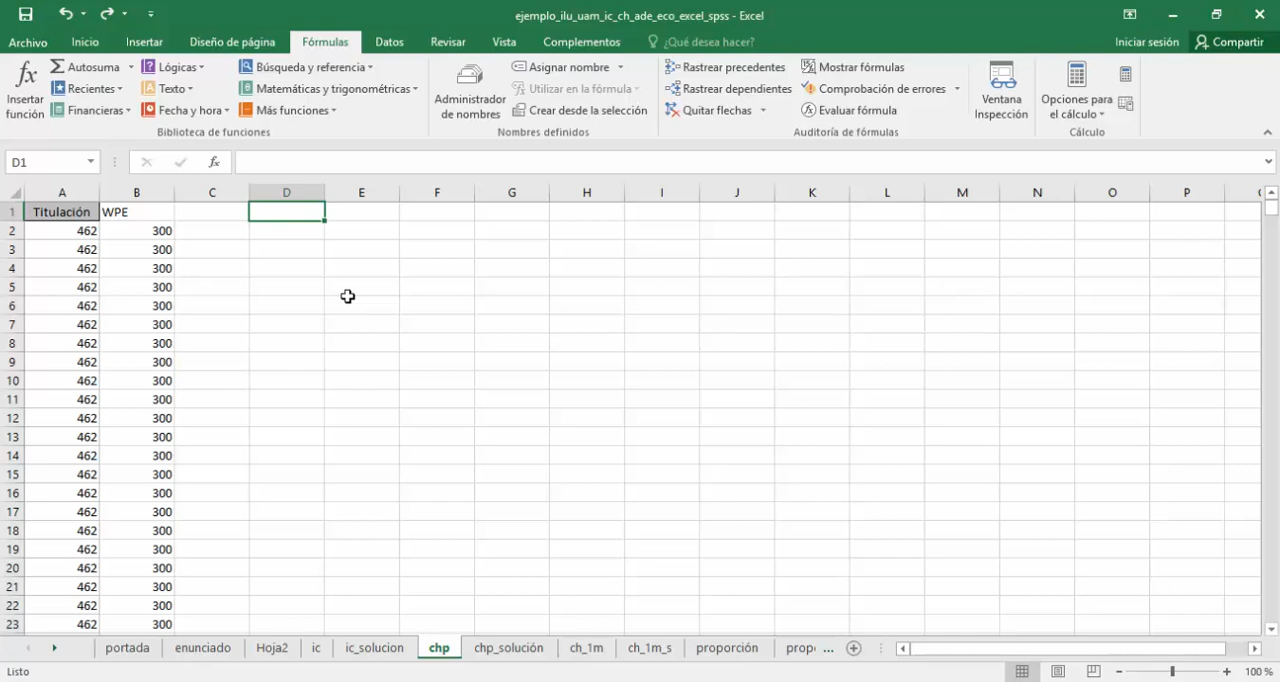 ejemplo_ilu_uam_ic_ch_ade_eco_excel_spss - Excel
Archivo Inicio Insertar Diseño de página Fórmulas Datos Revisar Vista Complementos ¿Qué desea hacer? Iniciar sesión Compartir
Insertar función
Autosuma
Recientes
Financieras
Lógicas
Texto
Fecha y hora
Búsqueda y referencia
Matemáticas y trigonométricas
Más funciones
Biblioteca de funciones
Administrador de nombres
Asignar nombre
Utilizar en la fórmula
Crear desde la selección
Nombres definidos
Rastrear precedentes
Rastrear dependientes
Quitar flechas
Mostrar fórmulas
Comprobación de errores
Evaluar fórmula
Auditoría de fórmulas
Ventana Inspección
Opciones para el cálculo
Cálculo
D1 fx
A B C D E F G H I J K L M N O P
1 Titulación WPE
2 462 300
3 462 300
4 462 300
5 462 300
6 462 300
7 462 300
8 462 300
9 462 300
10 462 300
11 462 300
12 462 300
13 462 300
14 462 300
15 462 300
16 462 300
17 462 300
18 462 300
19 462 300
20 462 300
21 462 300
22 462 300
23 462 300
portada enunciado Hoja2 ic ic_solucion chp chp_solución ch_1m ch_1m_s proporción prop ...
Listo 100 %